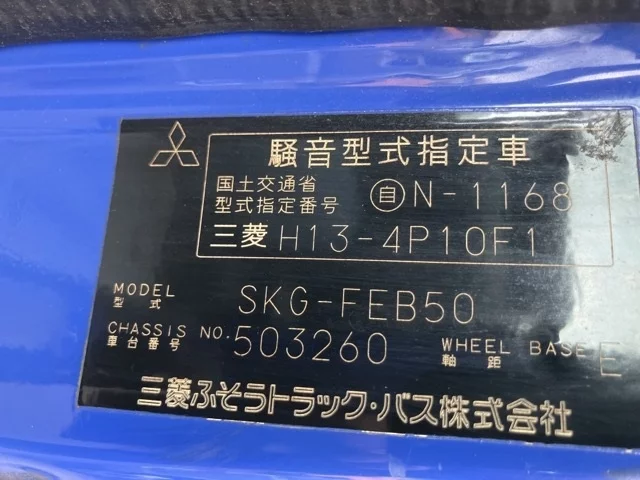 騒音型式指定車
国土交通省
型式指定番号 自 N-1168
三菱 H13-4P10F1
MODEL
型式 SKG-FEB50
CHASSIS NO.
車台番号 503260
WHEEL BASE
軸距 E
三菱ふそうトラック・バス株式会社